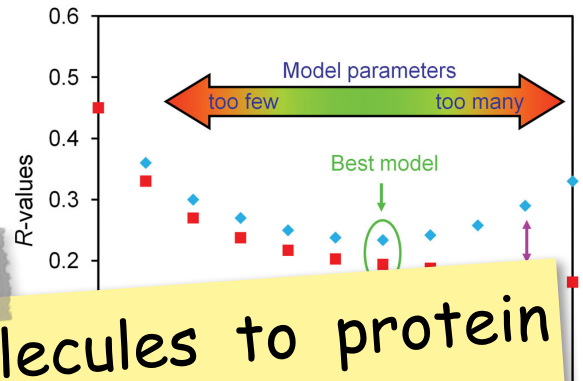 0.6
0.5
Model parameters
too few too many
0.4
Best model
0.3
R-values
0.2
to protein